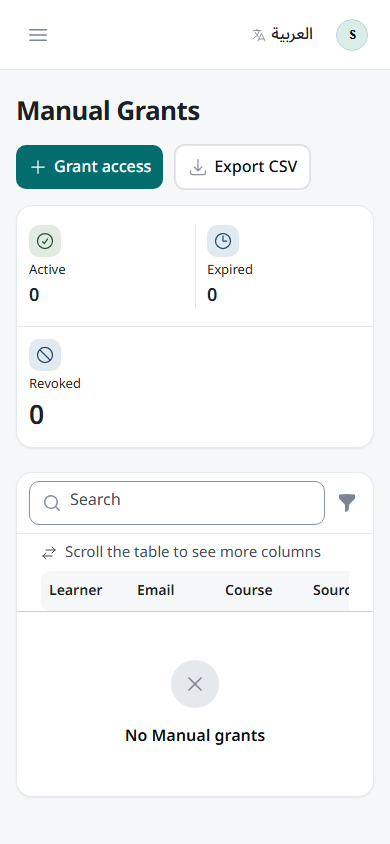 العربية
S
Manual Grants
Grant access
Export CSV
Active
0
Expired
0
Revoked
0
Search
Scroll the table to see more columns
Learner Email Course Sourc
No Manual grants